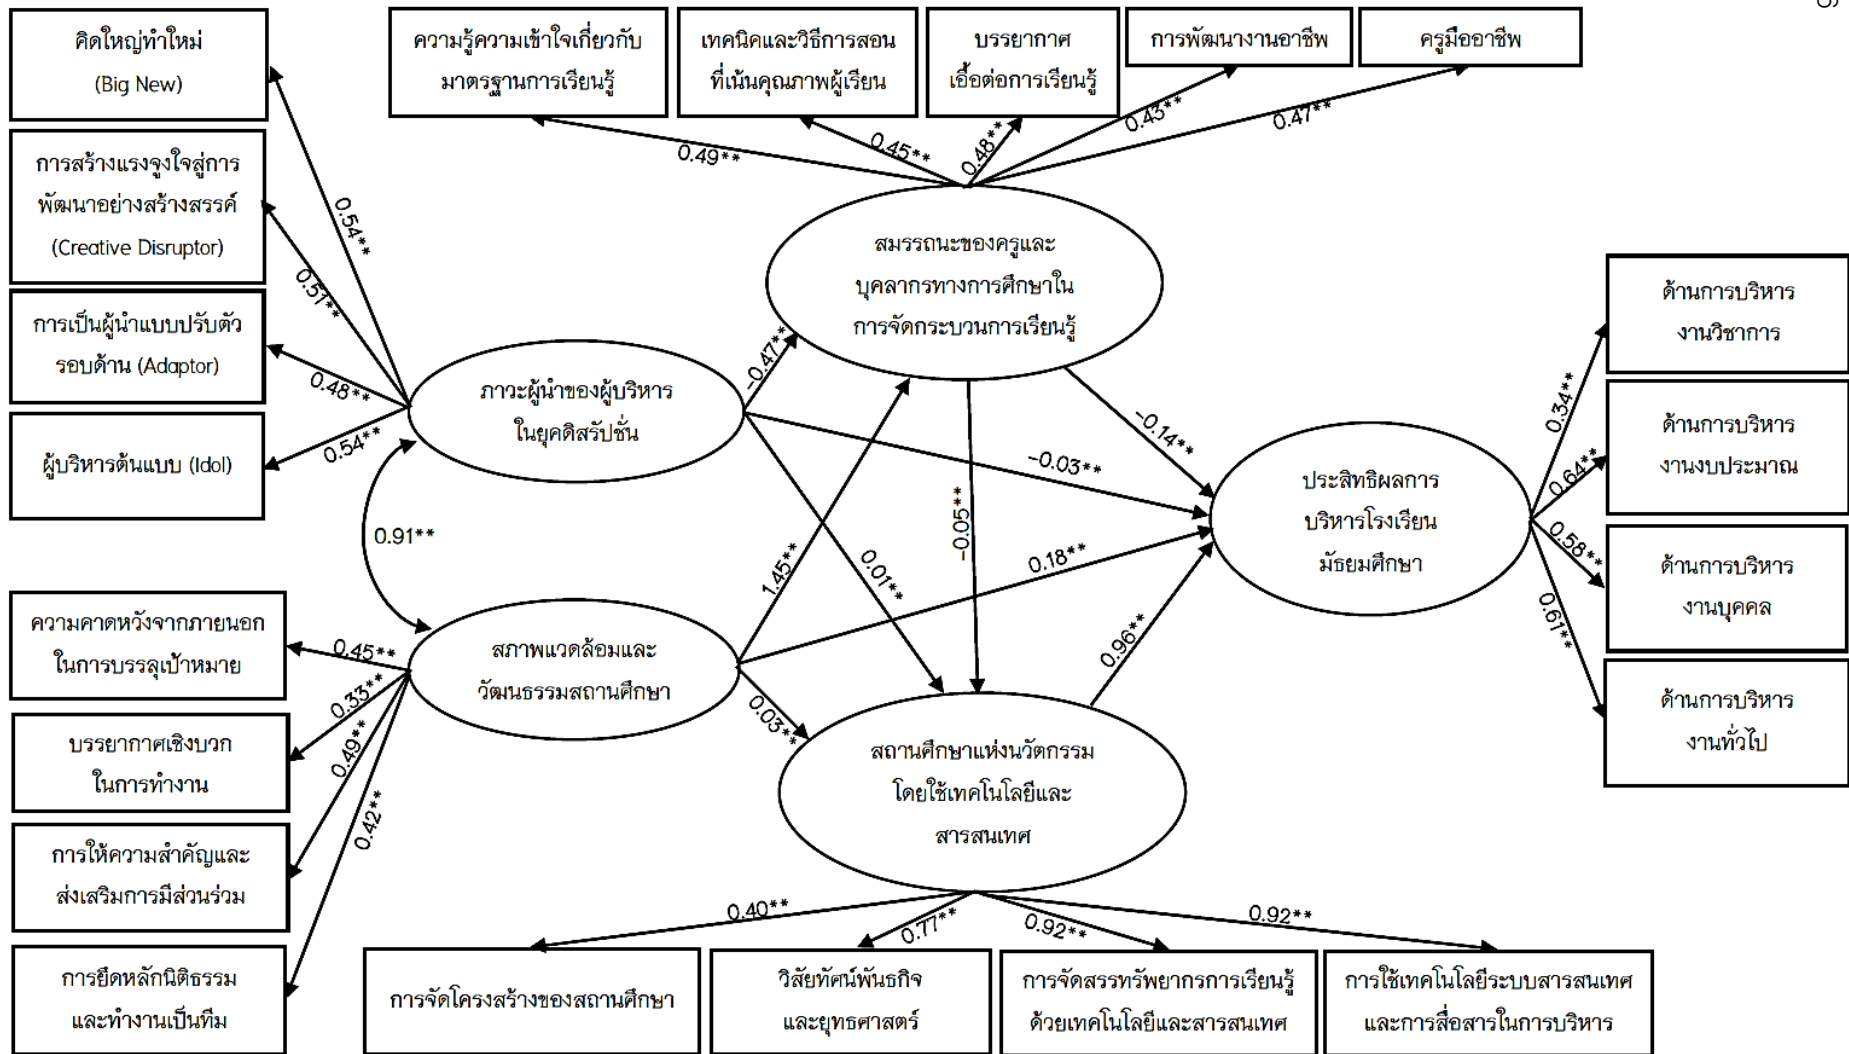 คิดใหญ่ทำใหม่
(Big New)
การสร้างแรงจูงใจสู่การ
พัฒนาอย่างสร้างสรรค์
(Creative Disruptor)
การเป็นผู้นำแบบปรับตัว
รอบด้าน (Adaptor)
ผู้บริหารต้นแบบ (Idol)
ความรู้ความเข้าใจเกี่ยวกับ
มาตรฐานการเรียนรู้
เทคนิคและวิธีการสอน
ที่เน้นคุณภาพผู้เรียน
บรรยากาศ
เอื้อต่อการเรียนรู้
การพัฒนางานอาชีพ
ครูมืออาชีพ
0.54**
0.51**
0.48**
0.54**
0.49**
0.45**
0.48**
0.43**
0.47**
สมรรถนะของครูและ
บุคลากรทางการศึกษาใน
การจัดกระบวนการเรียนรู้
ภาวะผู้นำของผู้บริหาร
ในยุคดิสรัปชั่น
-0.47**
-0.14**
-0.03**
-0.05**
0.91**
1.45**
0.01**
0.18**
0.96**
0.03**
ประสิทธิผลการ
บริหารโรงเรียน
มัธยมศึกษา
0.34**
0.64**
0.58**
0.61**
ด้านการบริหาร
งานวิชาการ
ด้านการบริหาร
งานงบประมาณ
ด้านการบริหาร
งานบุคคล
ด้านการบริหาร
งานทั่วไป
ความคาดหวังจากภายนอก
ในการบรรลุเป้าหมาย
บรรยากาศเชิงบวก
ในการทำงาน
การให้ความสำคัญและ
ส่งเสริมการมีส่วนร่วม
การยึดหลักนิติธรรม
และทำงานเป็นทีม
0.45**
0.33**
0.49**
0.42**
สภาพแวดล้อมและ
วัฒนธรรมสถานศึกษา
สถานศึกษาแห่งนวัตกรรม
โดยใช้เทคโนโลยีและ
สารสนเทศ
0.40**
0.77**
0.92**
0.92**
การจัดโครงสร้างของสถานศึกษา
วิสัยทัศน์พันธกิจ
และยุทธศาสตร์
การจัดสรรทรัพยากรการเรียนรู้
ด้วยเทคโนโลยีและสารสนเทศ
การใช้เทคโนโลยีระบบสารสนเทศ
และการสื่อสารในการบริหาร